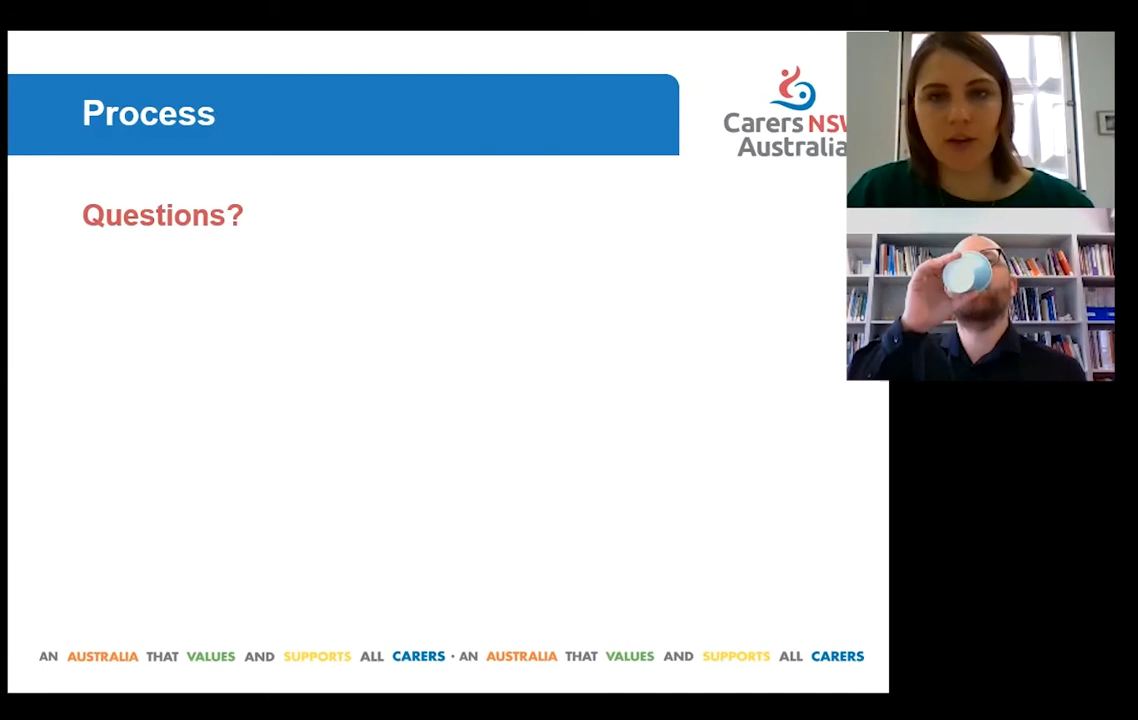 Process
Carers NSW
Australia
Questions?
AN AUSTRALIA THAT VALUES AND SUPPORTS ALL CARERS · AN AUSTRALIA THAT VALUES AND SUPPORTS ALL CARERS